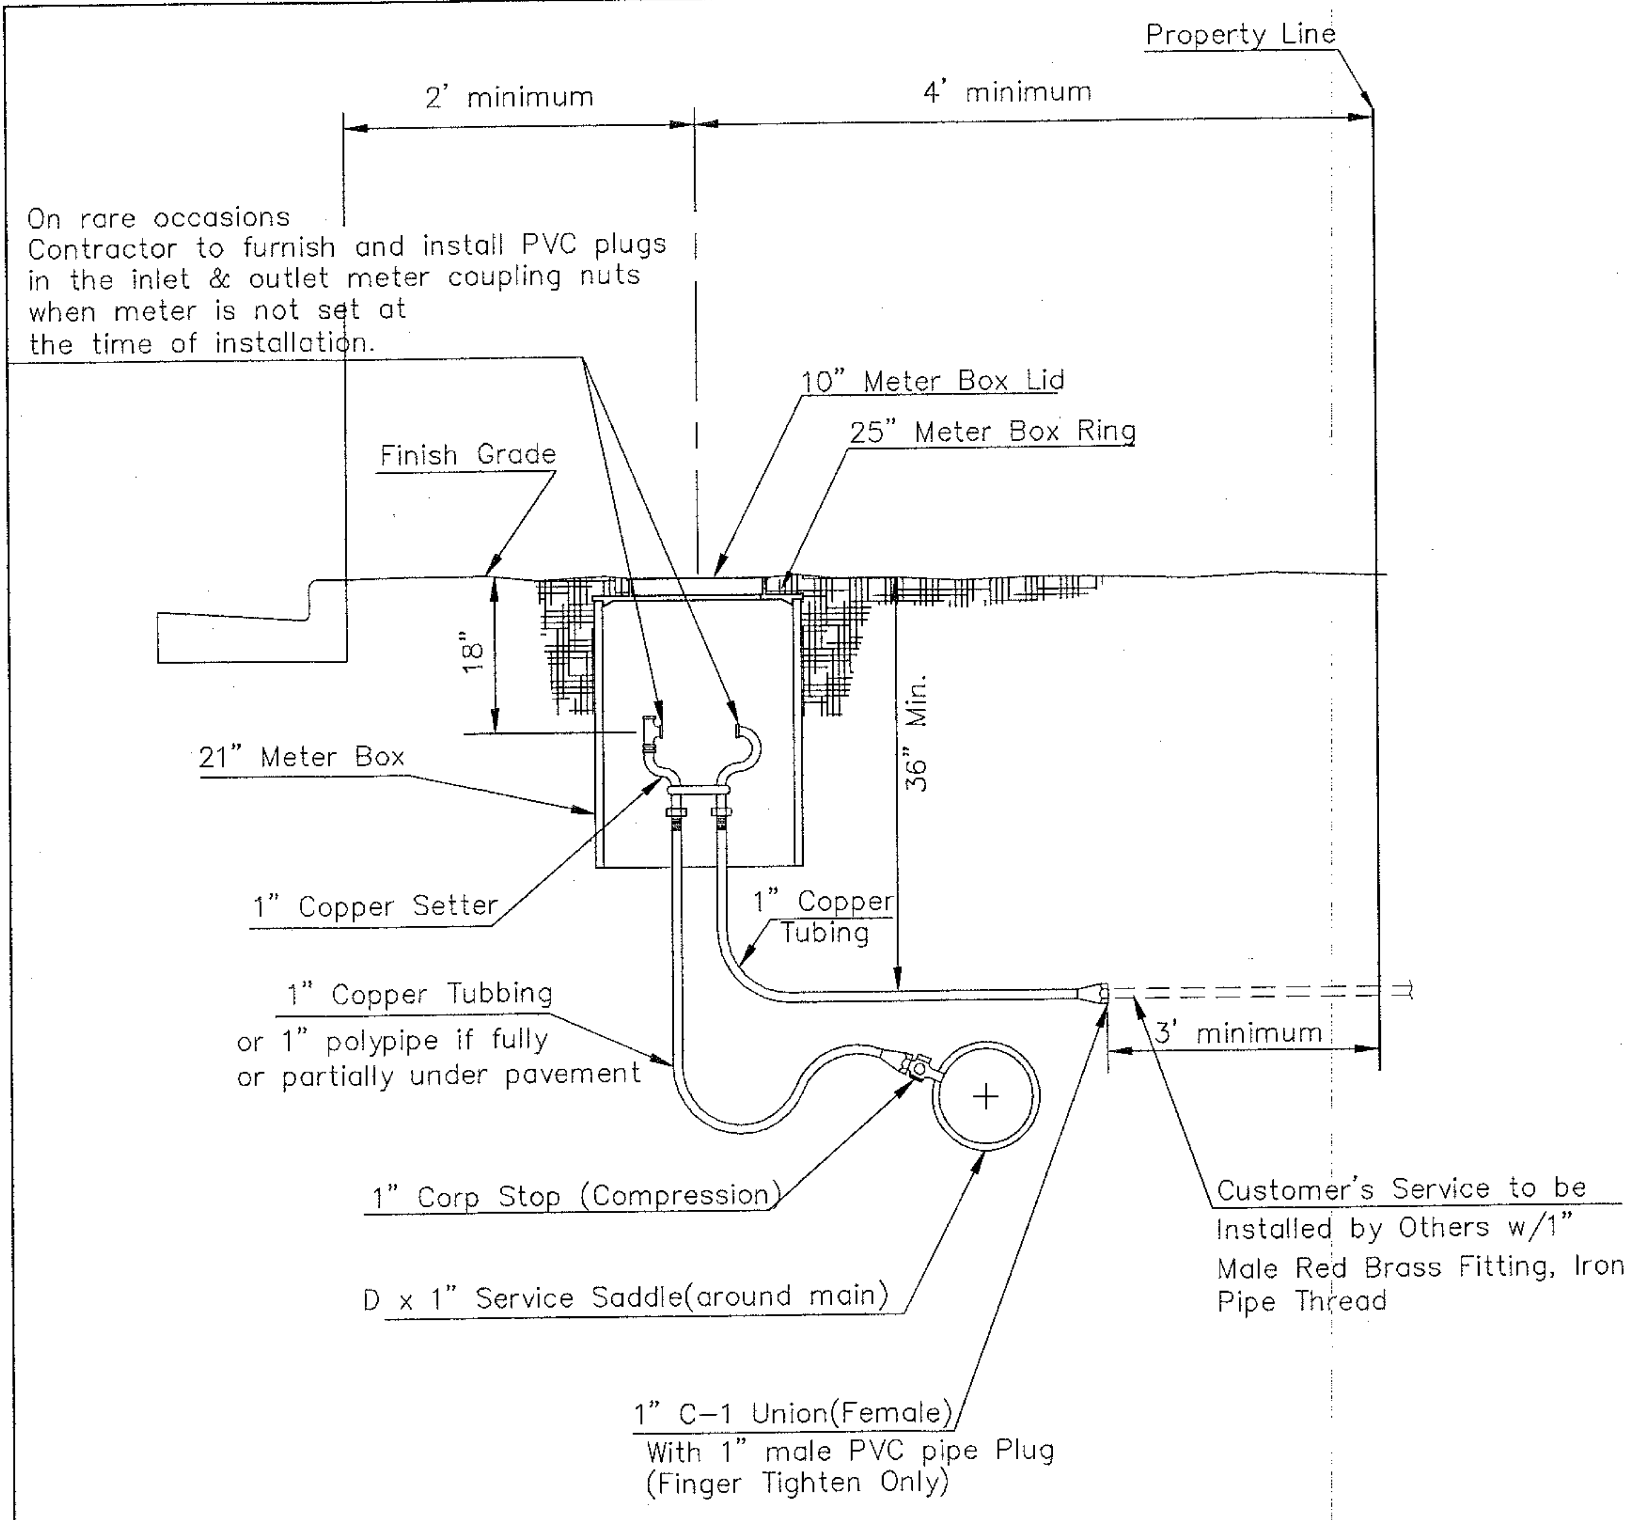 Property Line
2' minimum
4' minimum
On rare occasions
Contractor to furnish and install PVC plugs
in the inlet & outlet meter coupling nuts
when meter is not set at
the time of installation.
10" Meter Box Lid
25" Meter Box Ring
Finish Grade
18"
36" Min.
21" Meter Box
1" Copper Setter
1" Copper
Tubing
1" Copper Tubbing
or 1" polypipe if fully
or partially under pavement
3' minimum
1" Corp Stop (Compression)
Customer's Service to be
Installed by Others w/1"
Male Red Brass Fitting, Iron
Pipe Thread
D x 1" Service Saddle(around main)
1" C-1 Union(Female)
With 1" male PVC pipe Plug
(Finger Tighten Only)